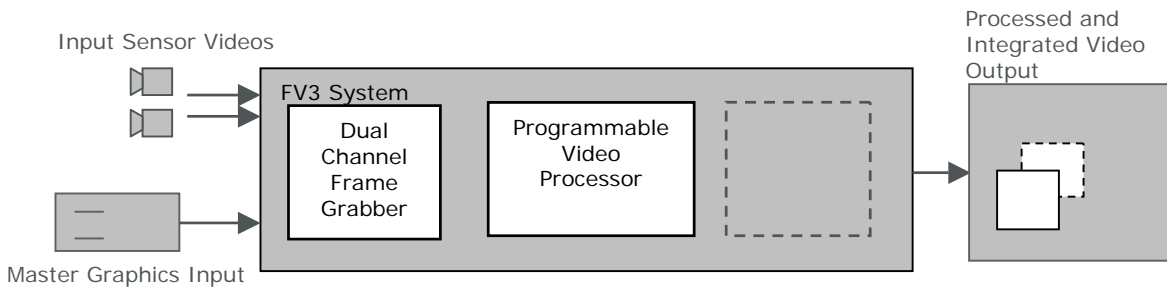 Input Sensor Videos
Processed and
Integrated Video
Output
FV3 System
Dual
Channel
Frame
Grabber
Programmable
Video
Processor
Master Graphics Input